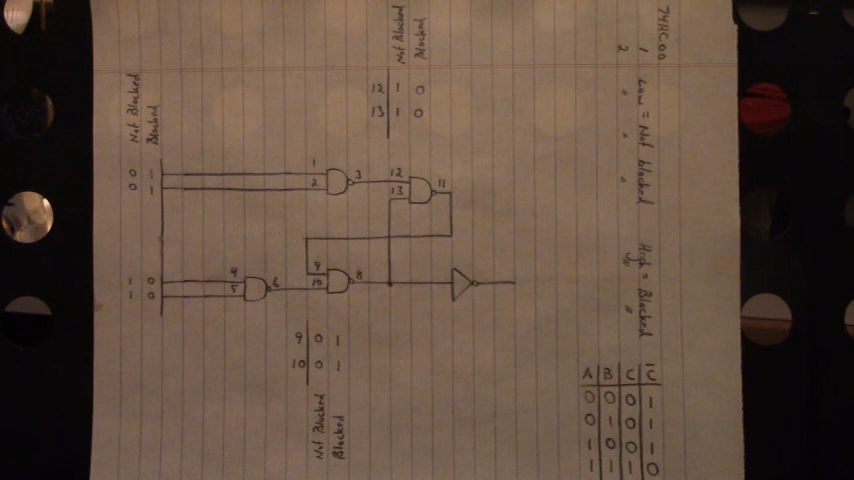 74HC00
1 Low = Not blocked High = Blocked
2 " " " " "
A B C C̅
0 0 0 1
0 1 0 1
1 0 0 1
1 1 1 0
Blocked 0 0
Not Blocked 1 1
12 13
11
12 13
3
1 2
8
9 10
6
4 5
9 0 1
10 0 1
Not Blocked
Blocked
Blocked 1 1 0 0
Not Blocked 0 0 1 1